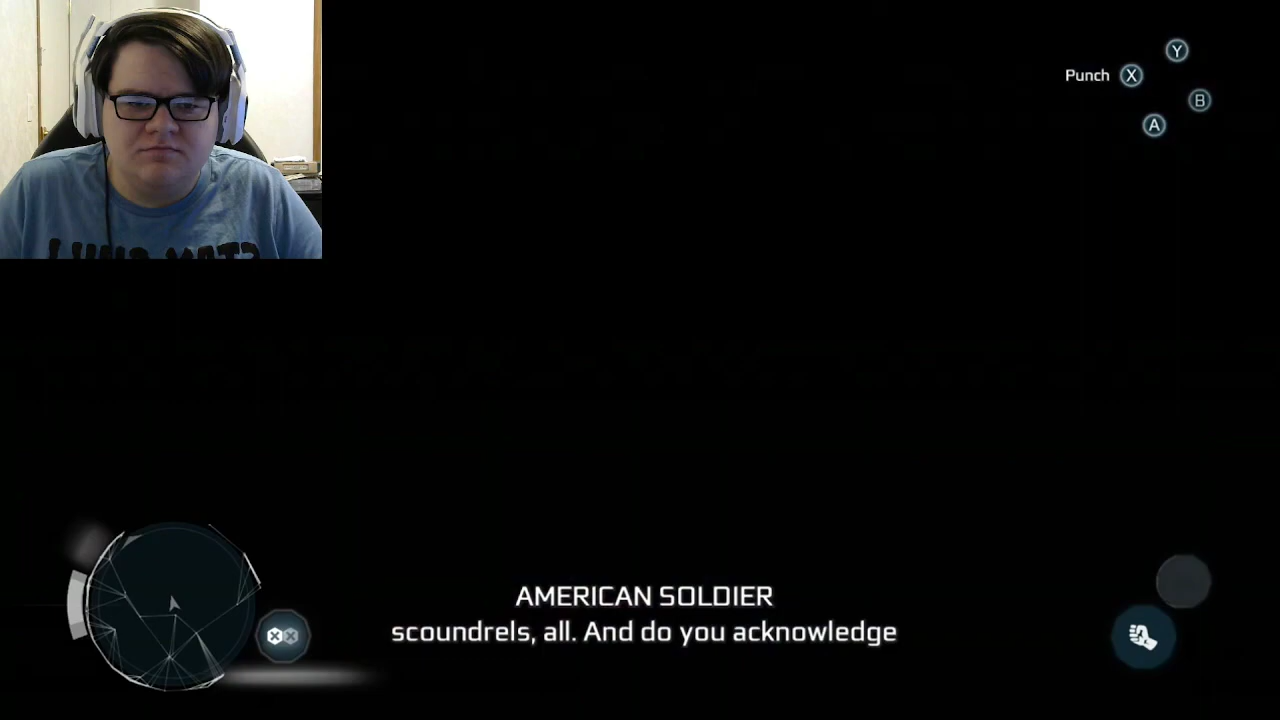 Y
Punch X
B
A
AMERICAN SOLDIER
scoundrels, all. And do you acknowledge